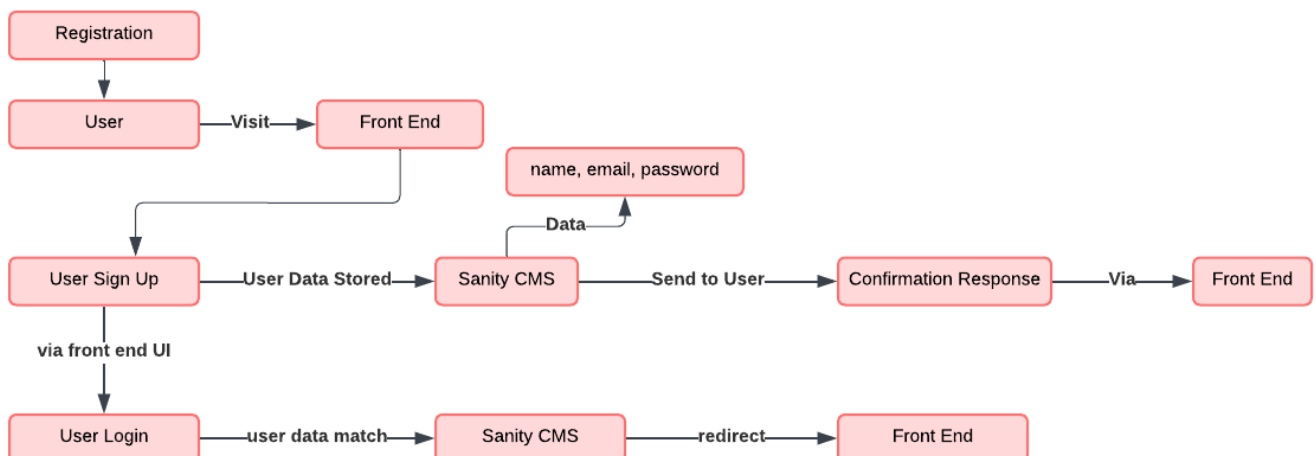 Registration
User
Visit
Front End
name, email, password
Data
User Sign Up
User Data Stored
Sanity CMS
Send to User
Confirmation Response
Via
Front End
via front end UI
User Login
user data match
Sanity CMS
redirect
Front End